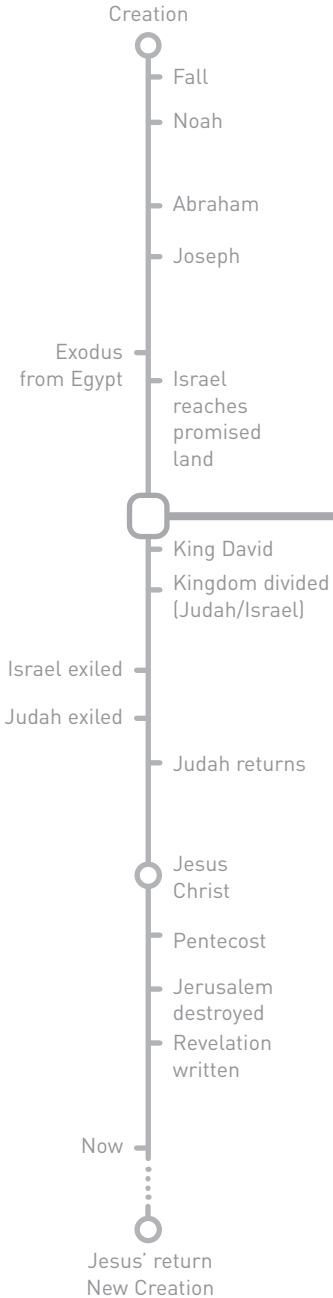 Creation
Fall
Noah
Abraham
Joseph
Exodus
from Egypt
Israel
reaches
promised
land
King David
Kingdom divided
(Judah/Israel)
Israel exiled
Judah exiled
Judah returns
Jesus
Christ
Pentecost
Jerusalem
destroyed
Revelation
written
Now
Jesus’ return
New Creation